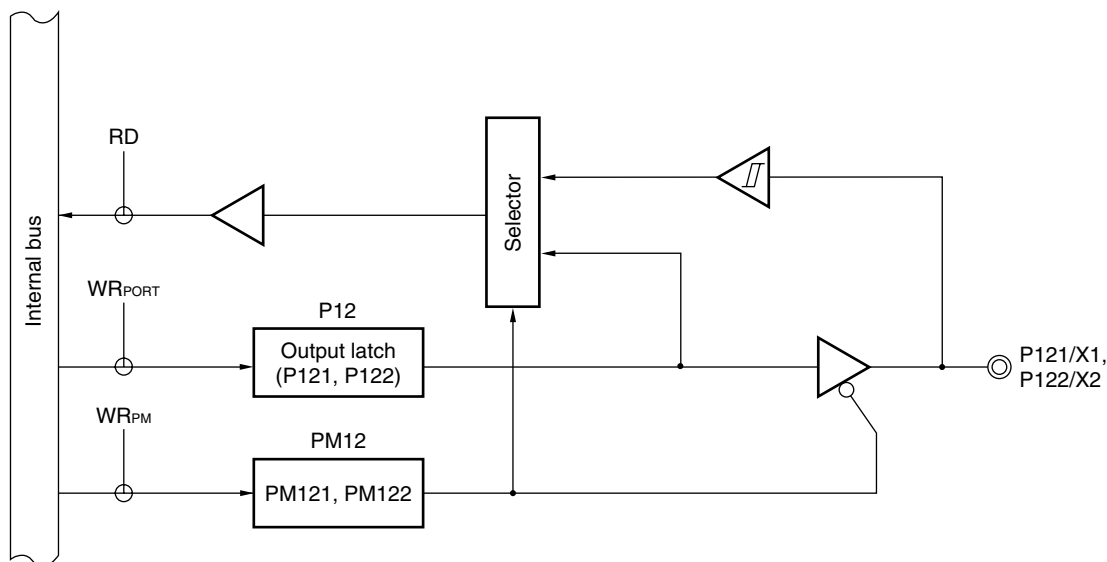 RD
Selector
Internal bus
WRPORT
P12
Output latch
(P121, P122)
P121/X1,
P122/X2
WRPM
PM12
PM121, PM122